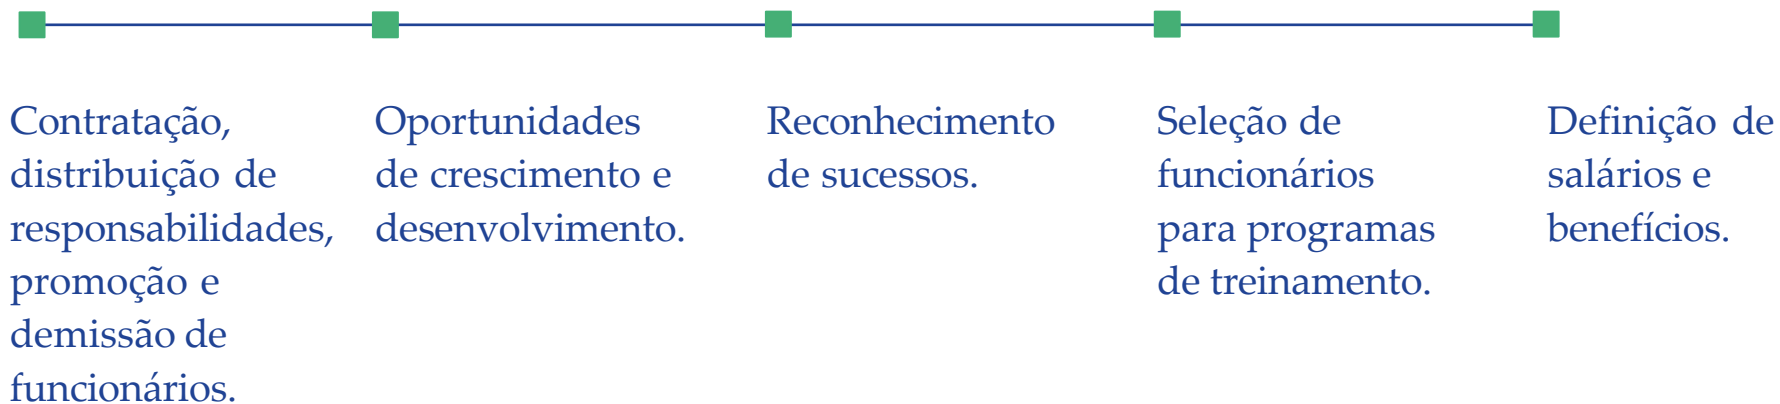 Contratação,
distribuição de
responsabilidades,
promoção e
demissão de
funcionários.
Oportunidades
de crescimento e
desenvolvimento.
Reconhecimento
de sucessos.
Seleção de
funcionários
para programas
de treinamento.
Definição de
salários e
benefícios.